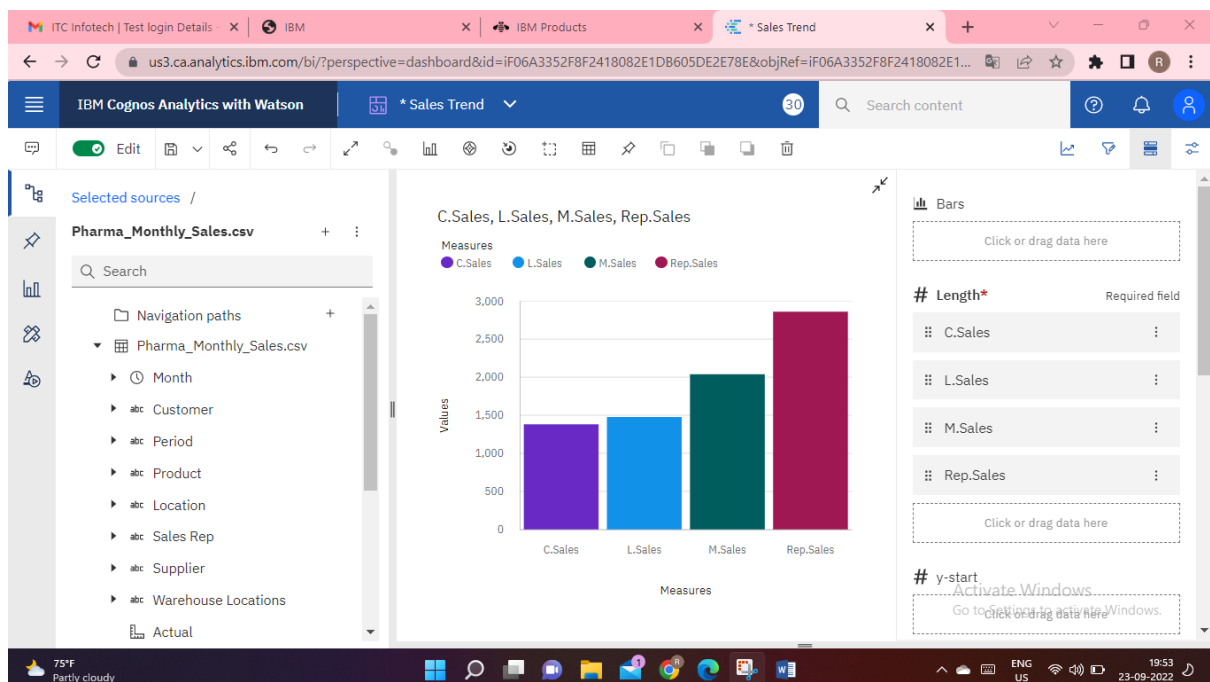 ITC Infotech | Test login Details -
IBM
IBM Products
* Sales Trend
us3.ca.analytics.ibm.com/bi/?perspective=dashboard&id=iF06A3352F8F2418082E1DB605DE2E78E&objRef=iF06A3352F8F2418082E1...
R
IBM Cognos Analytics with Watson
* Sales Trend
30
Search content
Edit
Selected sources /
Pharma_Monthly_Sales.csv
Search
Navigation paths
Pharma_Monthly_Sales.csv
Month
abc Customer
abc Period
abc Product
abc Location
abc Sales Rep
abc Supplier
abc Warehouse Locations
Actual
C.Sales, L.Sales, M.Sales, Rep.Sales
Measures
C.Sales L.Sales M.Sales Rep.Sales
3,000
2,500
2,000
1,500
1,000
500
0
Values
C.Sales L.Sales M.Sales Rep.Sales
Measures
Bars
Click or drag data here
# Length* Required field
C.Sales
L.Sales
M.Sales
Rep.Sales
Click or drag data here
# y-start
Click or drag data here
Activate Windows
Go to Settings to activate Windows.
75°F
Partly cloudy
1
R
ENG
US
19:53
23-09-2022